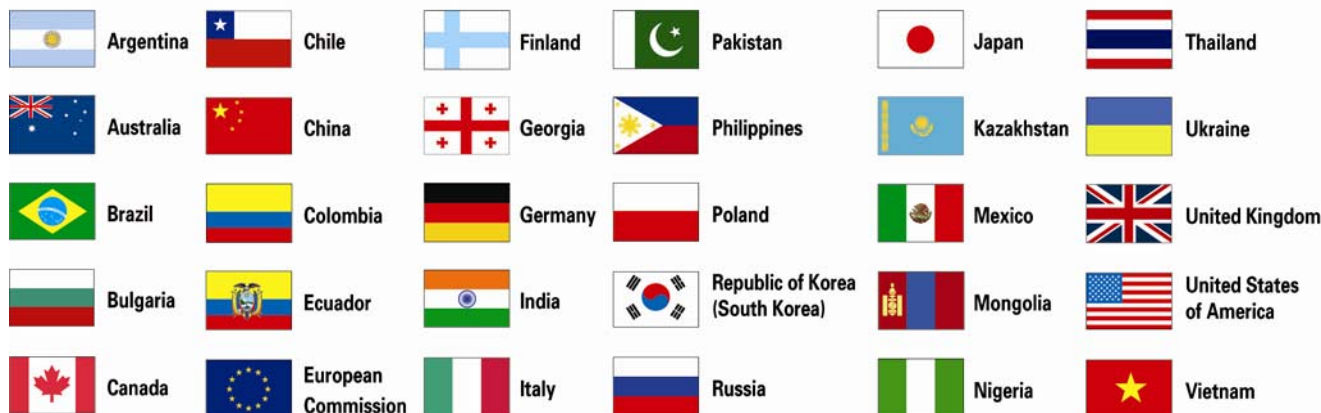 Argentina
Chile
Finland
Pakistan
Japan
Thailand
Australia
China
Georgia
Philippines
Kazakhstan
Ukraine
Brazil
Colombia
Germany
Poland
Mexico
United Kingdom
Bulgaria
Ecuador
India
Republic of Korea
(South Korea)
Mongolia
United States
of America
Canada
European
Commission
Italy
Russia
Nigeria
Vietnam